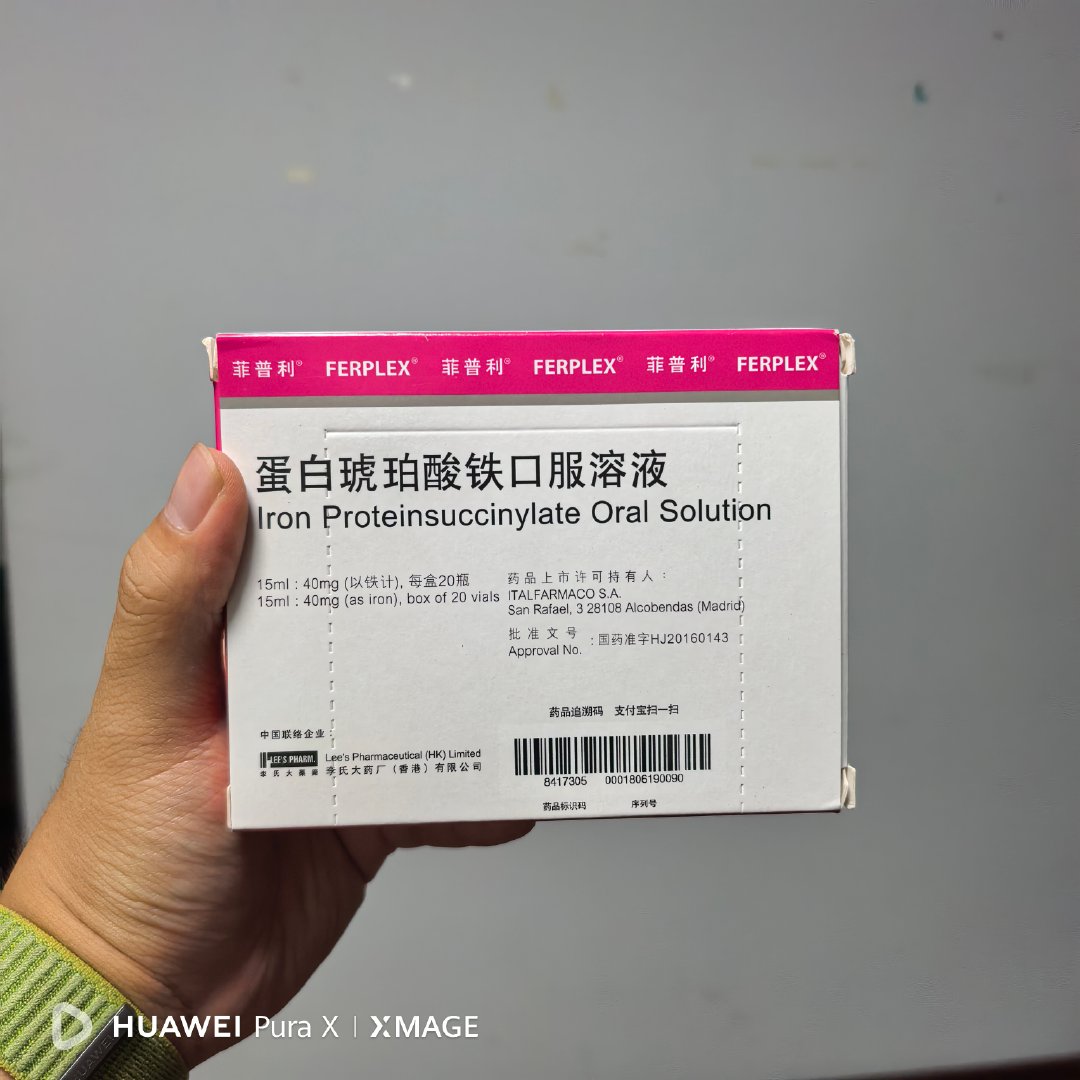 菲普利® FERPLEX® 菲普利® FERPLEX® 菲普利® FERPLEX®
蛋白琥珀酸铁口服溶液
Iron Proteinsuccinylate Oral Solution
15ml : 40mg (以铁计), 每盒20瓶
15ml : 40mg (as iron), box of 20 vials
药品上市许可持有人：
ITALFARMACO S.A.
San Rafael, 3 28108 Alcobendas (Madrid)
批准文号
Approval No.
: 国药准字HJ20160143
药品追溯码 支付宝扫一扫
8417305 0001806190090
药品标识码 序列号
中国联络企业：
LEE'S PHARM.
李氏大药厂
Lee's Pharmaceutical (HK) Limited
李氏大药厂（香港）有限公司
HUAWEI
HUAWEI Pura X | XMAGE